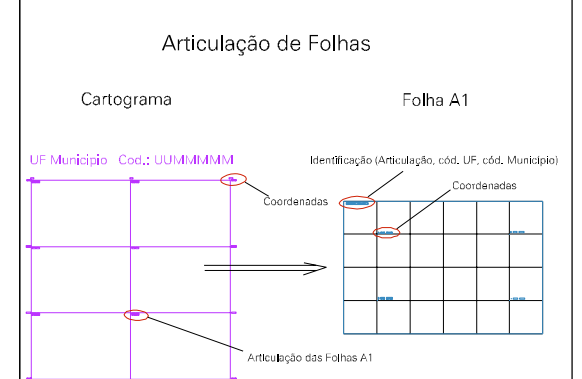 Articulação de Folhas
Cartograma
Folha A1
UF Municipio Cod.: UUMMMMM
Identificação (Articulação, cód. UF, cód. Municipio)
Coordenadas
Coordenadas
Articulação das Folhas A1